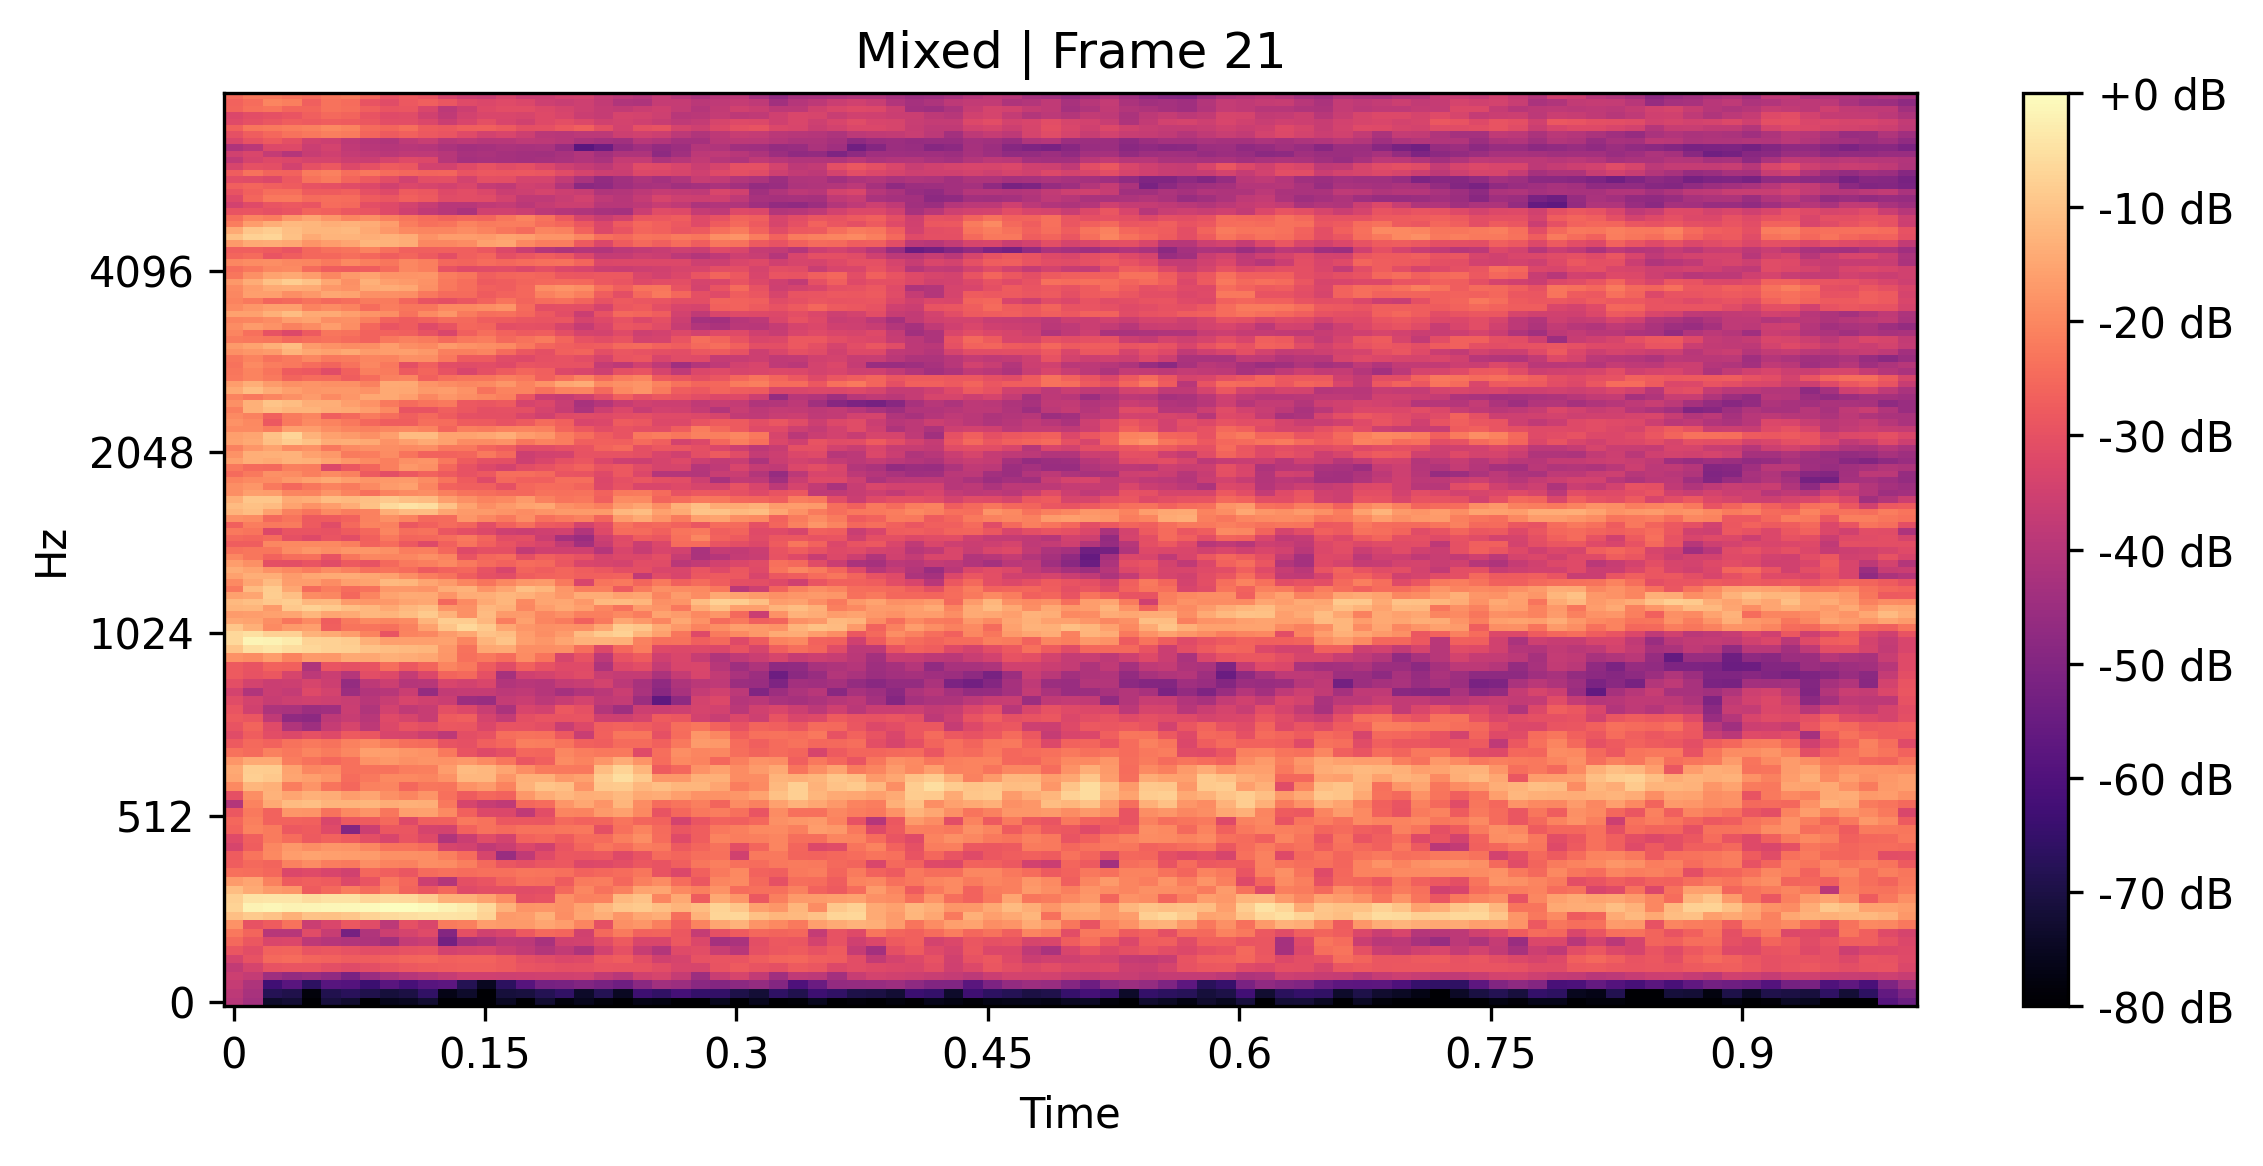 Mixed | Frame 21
Hz
4096
2048
1024
512
0
0 0.15 0.3 0.45 0.6 0.75 0.9
Time
+0 dB
-10 dB
-20 dB
-30 dB
-40 dB
-50 dB
-60 dB
-70 dB
-80 dB